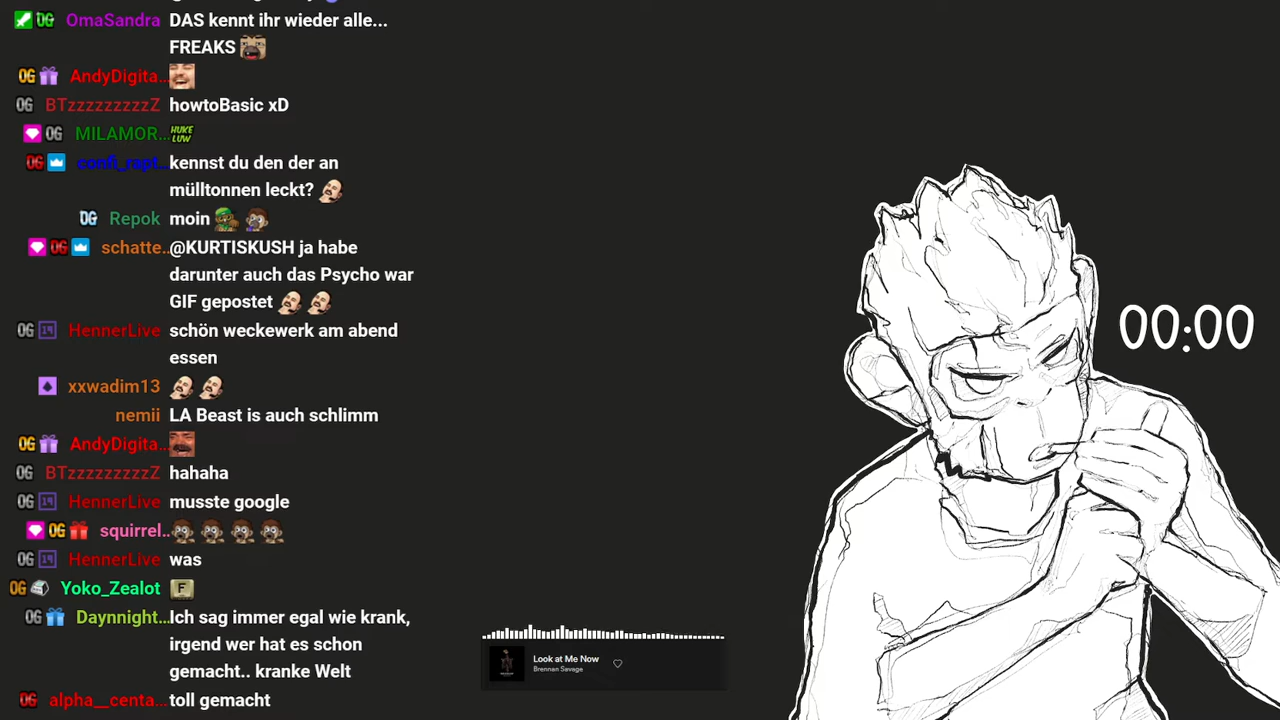 OmaSandra DAS kennt ihr wieder alle...
FREAKS
AndyDigita...
BTzzzzzzzzzZ howtoBasic xD
MILAMOR... HUKE LUW
confi_rapt... kennst du den der an
mülltonnen leckt?
Repok moin
schatte... @KURTISKUSH ja habe
darunter auch das Psycho war
GIF gepostet
HennerLive schön weckewerk am abend
essen
xxwadim13
nemii LA Beast is auch schlimm
AndyDigita...
BTzzzzzzzzzZ hahaha
HennerLive musste google
squirrel...
HennerLive was
Yoko_Zealot F
Daynnight... Ich sag immer egal wie krank,
irgend wer hat es schon
gemacht.. kranke Welt
alpha__centa... toll gemacht
Look at Me Now
Brennan Savage
00:00